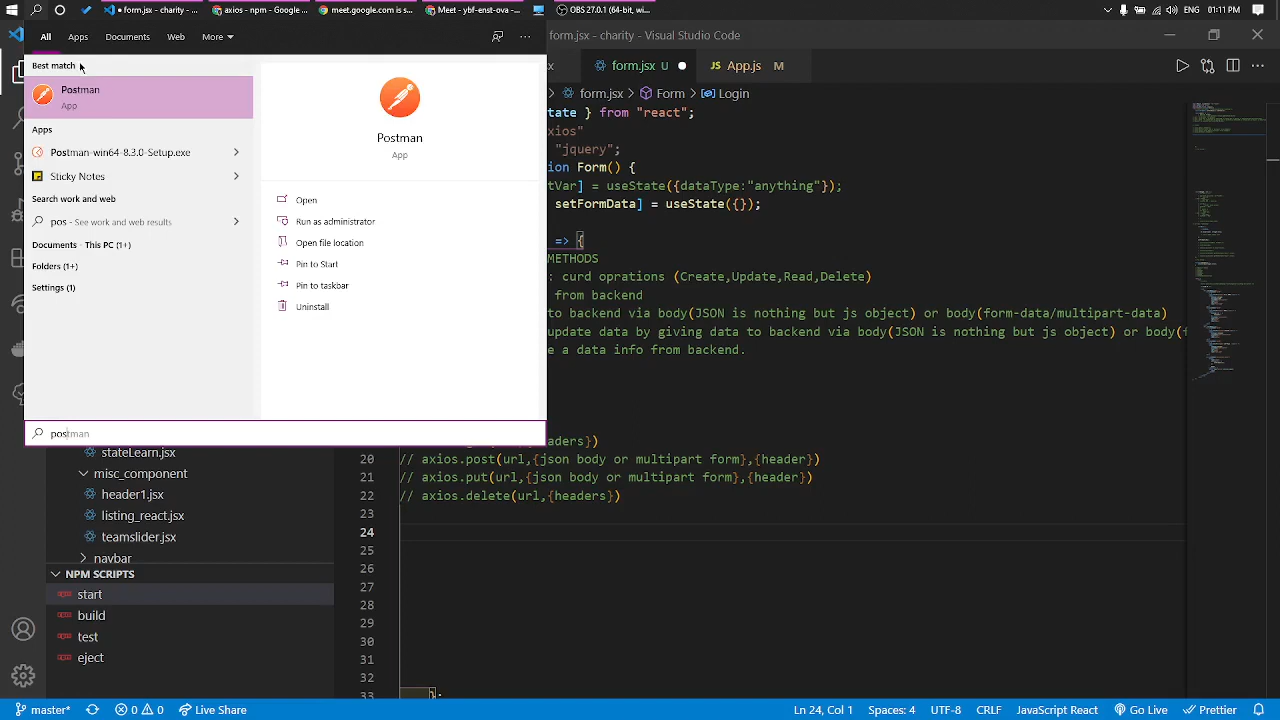 form.jsx - charity - ...
axios - npm - Google...
meet.google.com is s...
Meet - ybf-enst-ova - ...
OBS 27.0.1 (64-bit, wi...
ENG
01:11 PM
All
Apps
Documents
Web
More
...
form.jsx - charity - Visual Studio Code
Best match
Postman
App
Apps
Postman-win64-8.3.0-Setup.exe
Sticky Notes
Search work and web
pos - See work and web results
Documents - This PC (1+)
Folders (1+)
Settings (1)
Postman
App
Open
Run as administrator
Open file location
Pin to Start
Pin to taskbar
Uninstall
postman
form.jsx U
App.js M
form.jsx > Form > Login
tate } from "react";
xios"
"jquery";
ion Form() {
tVar] = useState({dataType:"anything"});
setFormData] = useState({});
=> {
METHODS
: curd oprations (Create,Update,Read,Delete)
from backend
to backend via body(JSON is nothing but js object) or body(form-data/multipart-data)
update data by giving data to backend via body(JSON is nothing but js object) or body(f
e a data info from backend.
eaders})
20 // axios.post(url,{json body or multipart form},{header})
21 // axios.put(url,{json body or multipart form},{header})
22 // axios.delete(url,{headers})
23
24
25
26
27
28
29
30
31
32
33 };
stateLearn.jsx
misc_component
header1.jsx
listing_react.jsx
teamslider.jsx
navbar
NPM SCRIPTS
start
build
test
eject
master*
0
0
Live Share
Ln 24, Col 1
Spaces: 4
UTF-8
CRLF
JavaScript React
Go Live
Prettier